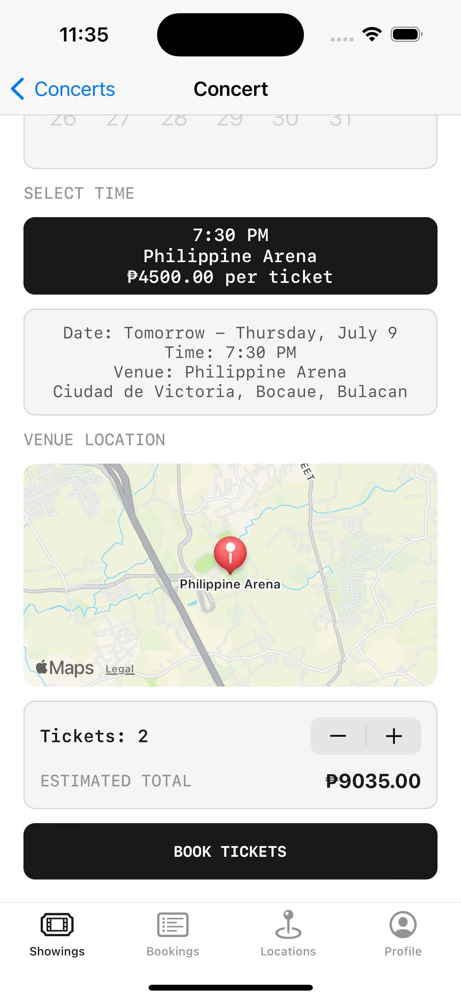 11:35
Concerts
Concert
26 27 28 29 30 31
SELECT TIME
7:30 PM
Philippine Arena
₱4500.00 per ticket
Date: Tomorrow – Thursday, July 9
Time: 7:30 PM
Venue: Philippine Arena
Ciudad de Victoria, Bocaue, Bulacan
VENUE LOCATION
EET
Philippine Arena
Maps Legal
Tickets: 2
ESTIMATED TOTAL ₱9035.00
BOOK TICKETS
Showings Bookings Locations Profile